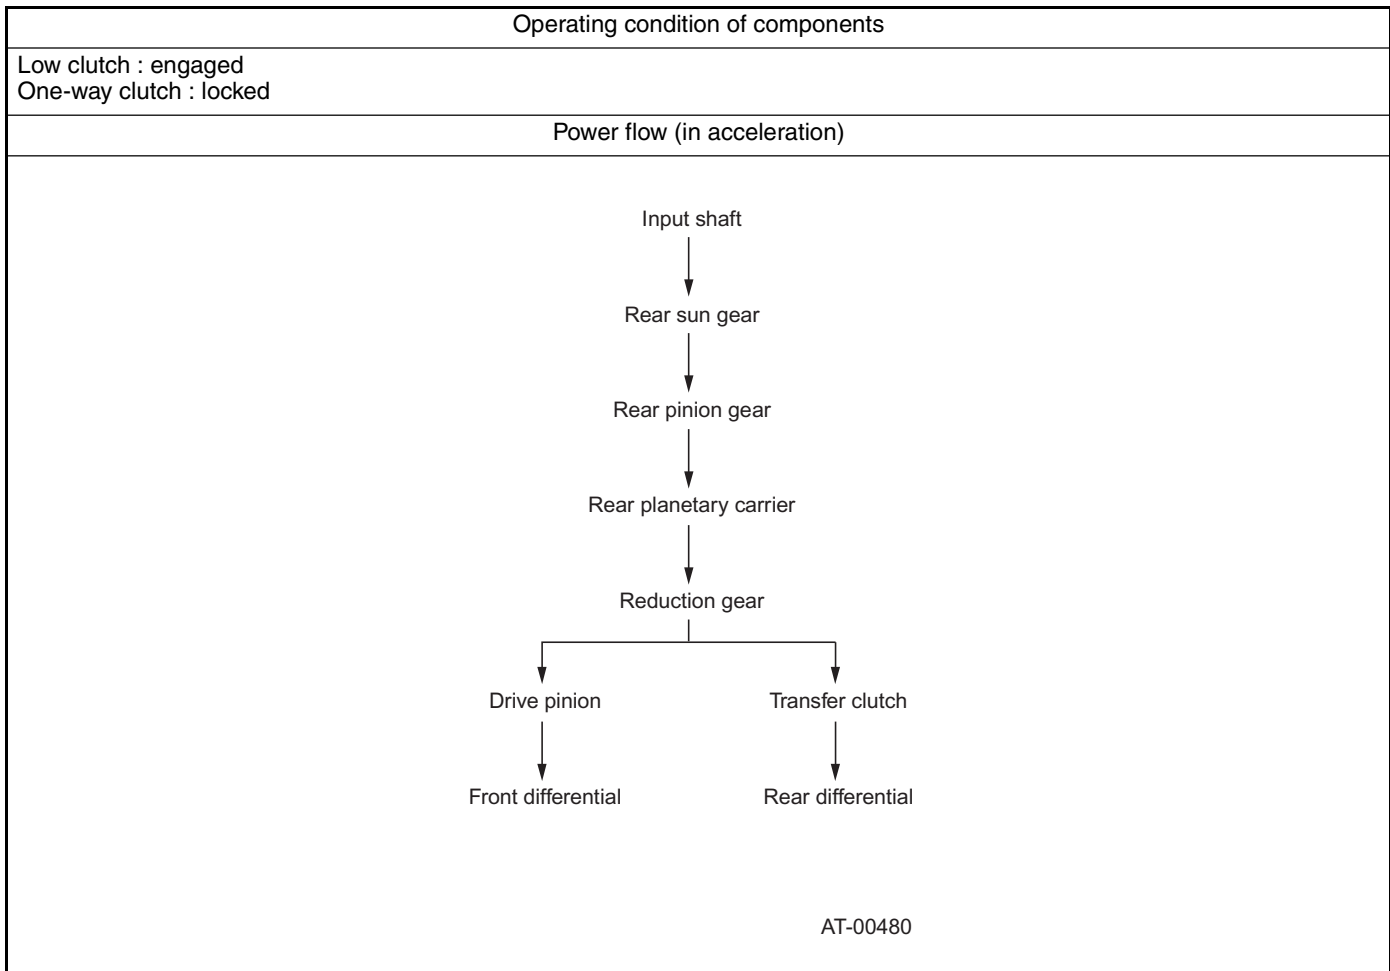 Operating condition of components
Low clutch : engaged
One-way clutch : locked
Power flow (in acceleration)
Input shaft
Rear sun gear
Rear pinion gear
Rear planetary carrier
Reduction gear
Drive pinion
Transfer clutch
Front differential
Rear differential
AT-00480